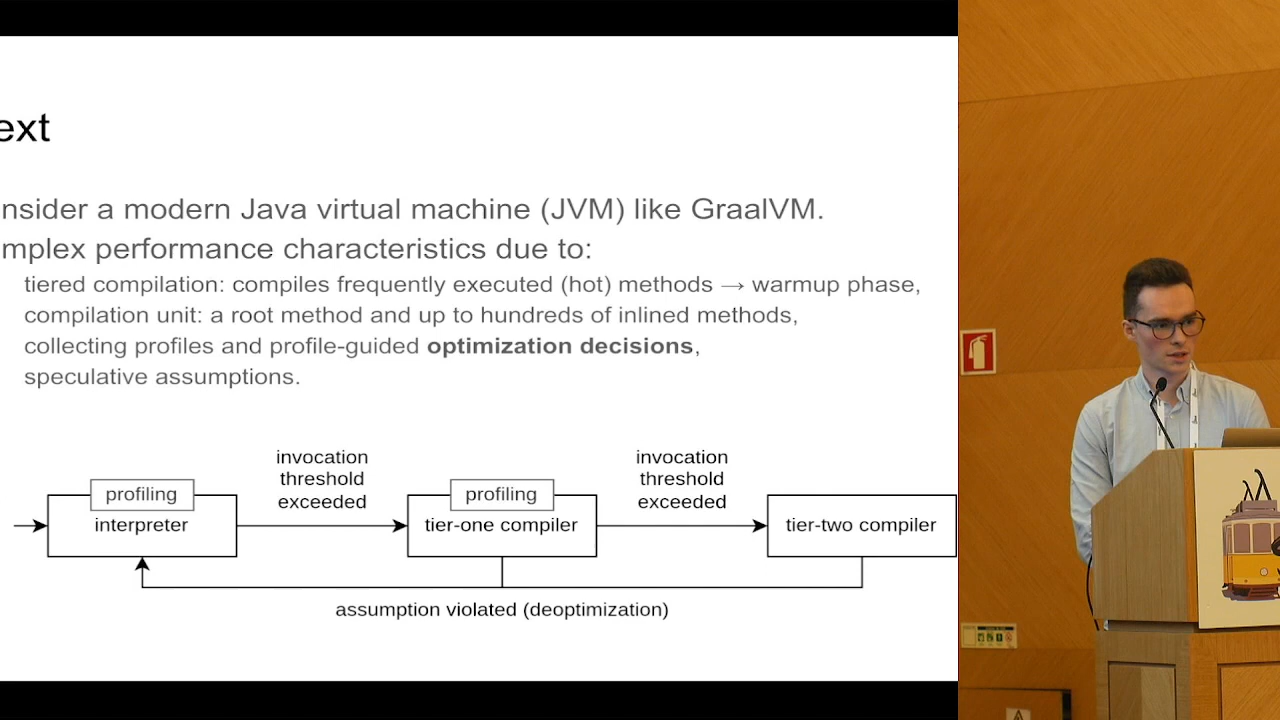 ext
nsider a modern Java virtual machine (JVM) like GraalVM.
mplex performance characteristics due to:
tiered compilation: compiles frequently executed (hot) methods → warmup phase,
compilation unit: a root method and up to hundreds of inlined methods,
collecting profiles and profile-guided optimization decisions,
speculative assumptions.
invocation
threshold
exceeded
invocation
threshold
exceeded
profiling
interpreter
profiling
tier-one compiler
tier-two compiler
assumption violated (deoptimization)